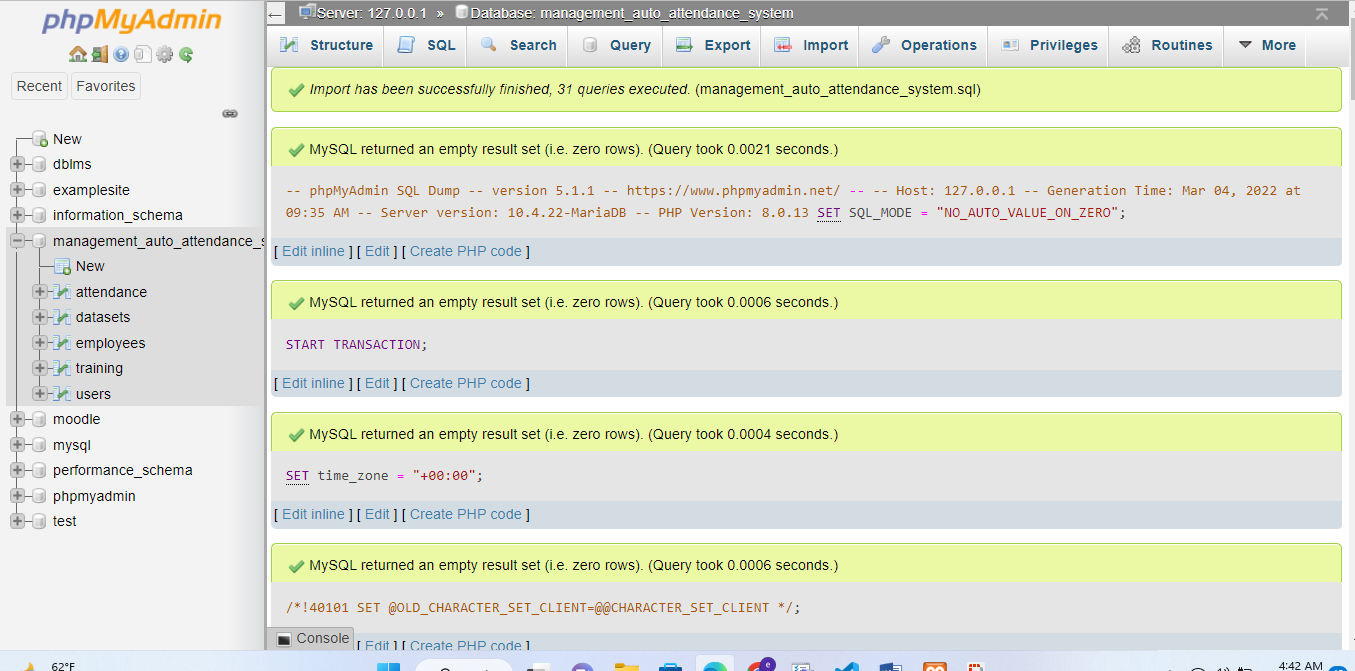 phpMyAdmin
Recent
Favorites
New
dblms
examplesite
information_schema
management_auto_attendance_s
New
attendance
datasets
employees
training
users
moodle
mysql
performance_schema
phpmyadmin
test
← Server: 127.0.0.1 » Database: management_auto_attendance_system
Structure SQL Search Query Export Import Operations Privileges Routines More
Import has been successfully finished, 31 queries executed. (management_auto_attendance_system.sql)
MySQL returned an empty result set (i.e. zero rows). (Query took 0.0021 seconds.)
-- phpMyAdmin SQL Dump -- version 5.1.1 -- https://www.phpmyadmin.net/ -- -- Host: 127.0.0.1 -- Generation Time: Mar 04, 2022 at
09:35 AM -- Server version: 10.4.22-MariaDB -- PHP Version: 8.0.13 SET SQL_MODE = "NO_AUTO_VALUE_ON_ZERO";
[ Edit inline ] [ Edit ] [ Create PHP code ]
MySQL returned an empty result set (i.e. zero rows). (Query took 0.0006 seconds.)
START TRANSACTION;
[ Edit inline ] [ Edit ] [ Create PHP code ]
MySQL returned an empty result set (i.e. zero rows). (Query took 0.0004 seconds.)
SET time_zone = "+00:00";
[ Edit inline ] [ Edit ] [ Create PHP code ]
MySQL returned an empty result set (i.e. zero rows). (Query took 0.0006 seconds.)
/*!40101 SET @OLD_CHARACTER_SET_CLIENT=@@CHARACTER_SET_CLIENT */;
Console [ Edit ] [ Create PHP code ]
62°F
4:42 AM